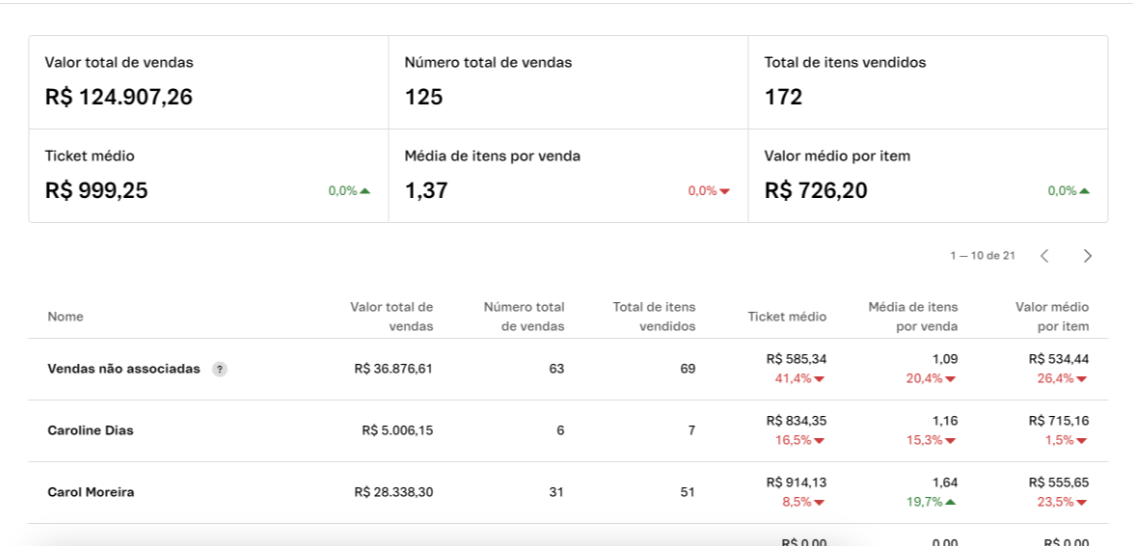 Valor total de vendas
Número total de vendas
Total de itens vendidos
R$ 124.907,26
125
172
Ticket médio
Média de itens por venda
Valor médio por item
R$ 999,25 0,0%
1,37 0,0%
R$ 726,20 0,0%
1 – 10 de 21
Nome
Valor total de vendas
Número total de vendas
Total de itens vendidos
Ticket médio
Média de itens por venda
Valor médio por item
Vendas não associadas ? R$ 36.876,61 63 69 R$ 585,34 1,09 R$ 534,44
41,4% 20,4% 26,4%
Caroline Dias R$ 5.006,15 6 7 R$ 834,35 1,16 R$ 715,16
16,5% 15,3% 1,5%
Carol Moreira R$ 28.338,30 31 51 R$ 914,13 1,64 R$ 555,65
8,5% 19,7% 23,5%
R$ 0,00 0,00 R$ 0,00